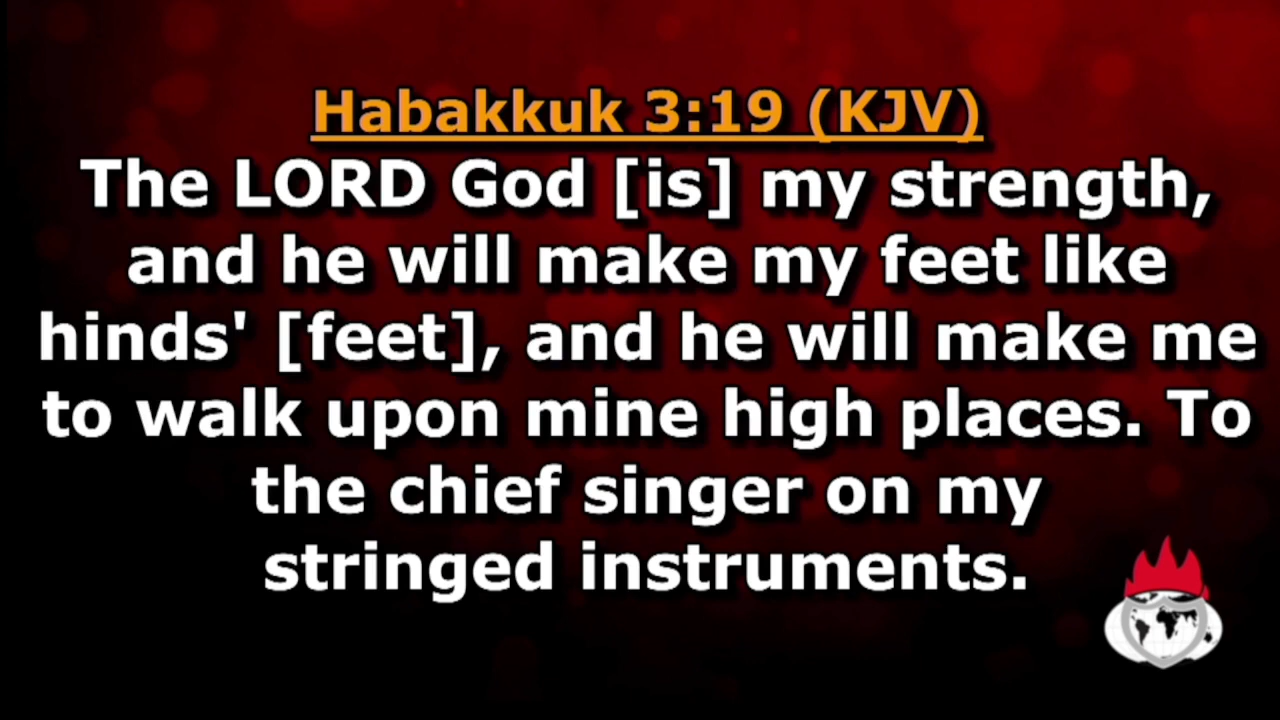 Habakkuk 3:19 (KJV)
The LORD God [is] my strength,
and he will make my feet like
hinds' [feet], and he will make me
to walk upon mine high places. To
the chief singer on my
stringed instruments.